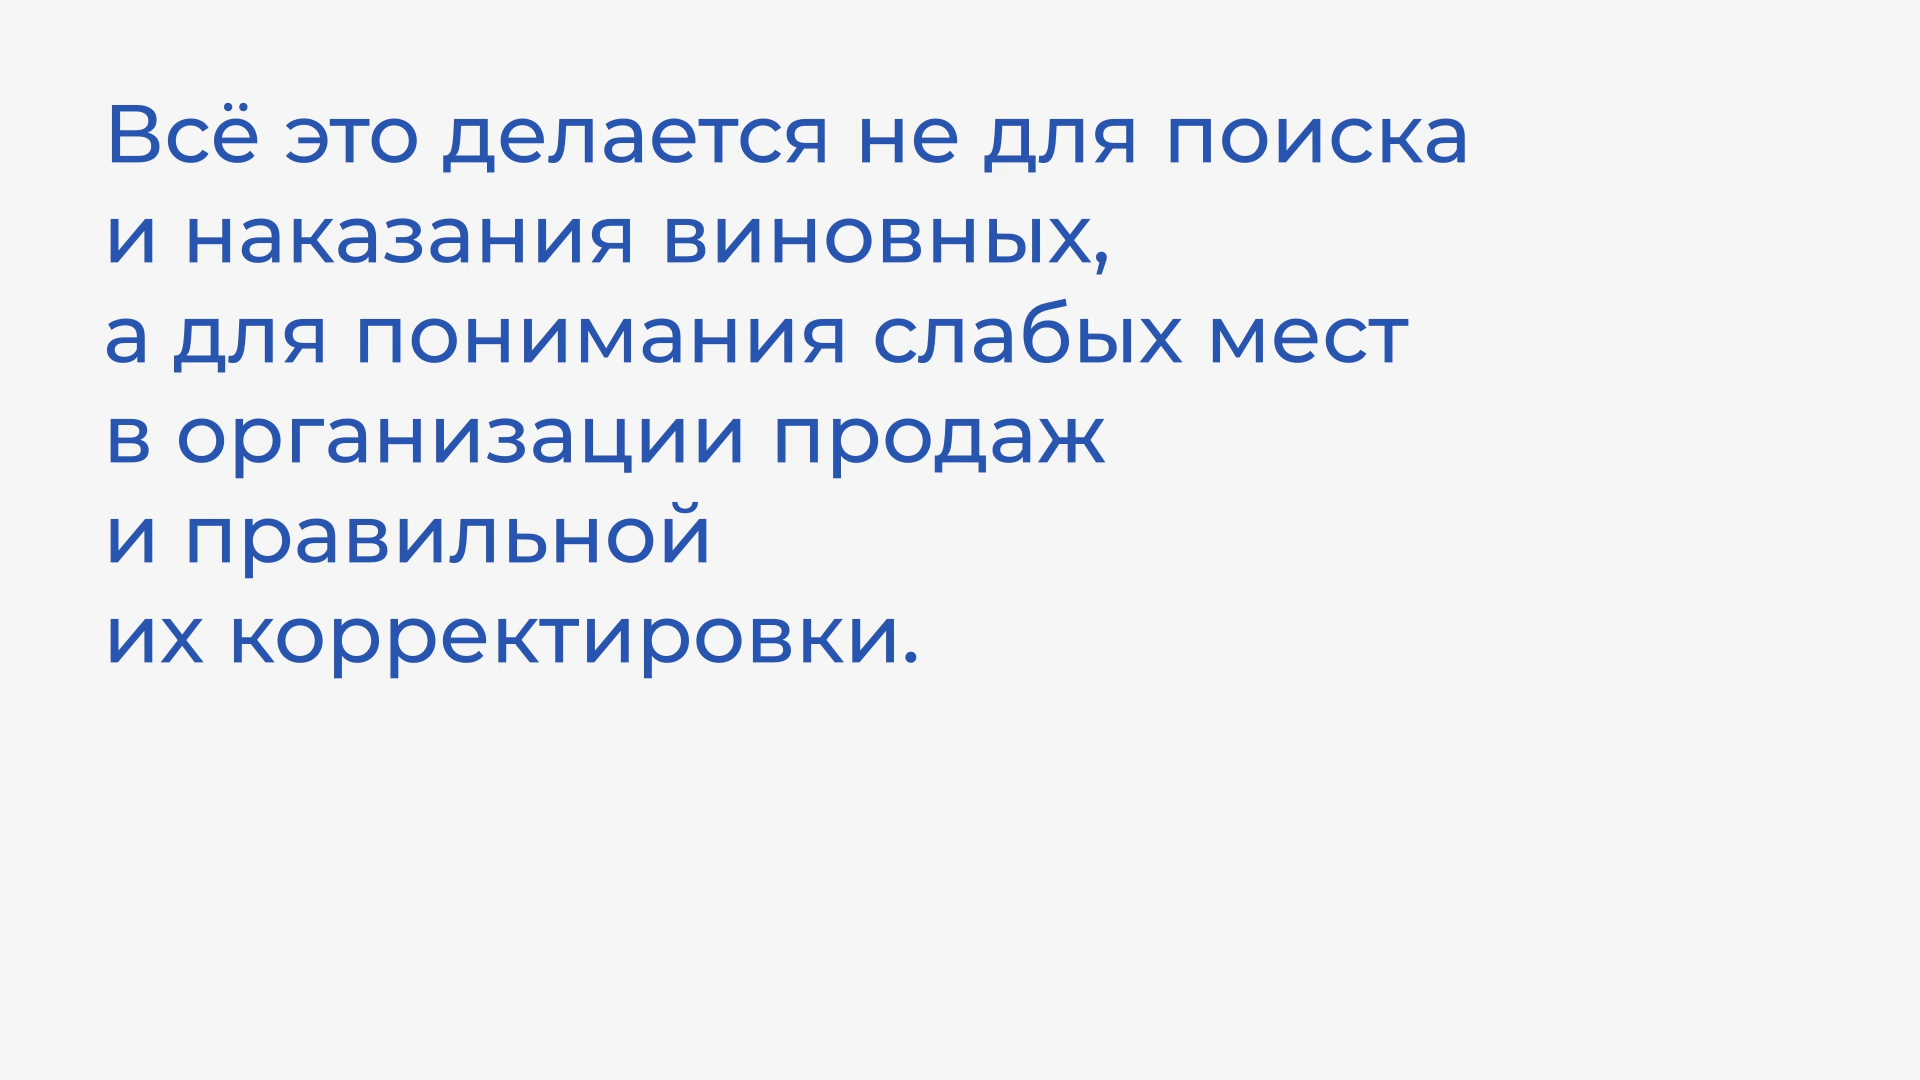 Всё это делается не для поиска
и наказания виновных,
а для понимания слабых мест
в организации продаж
и правильной
их корректировки.